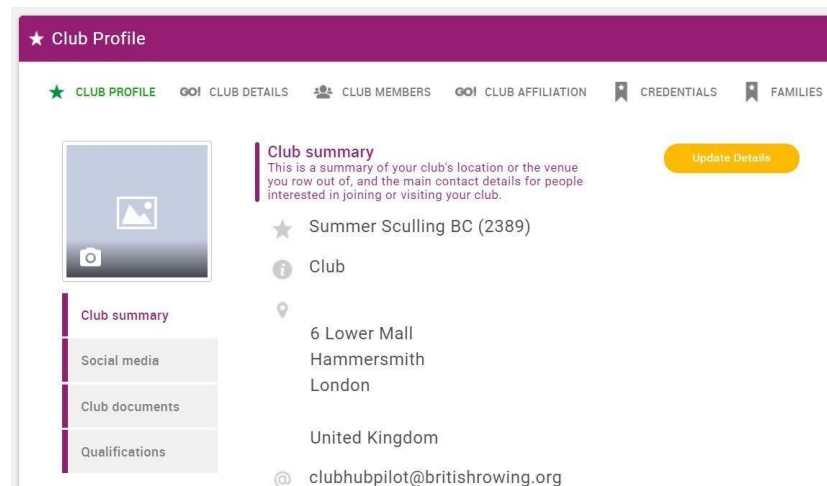 Club Profile
CLUB PROFILE GO! CLUB DETAILS CLUB MEMBERS GO! CLUB AFFILIATION CREDENTIALS FAMILIES
Club summary
This is a summary of your club's location or the venue
you row out of, and the main contact details for people
interested in joining or visiting your club.
Update Details
Summer Sculling BC (2389)
Club
6 Lower Mall
Hammersmith
London
United Kingdom
@ clubhubpilot@britishrowing.org
Club summary
Social media
Club documents
Qualifications